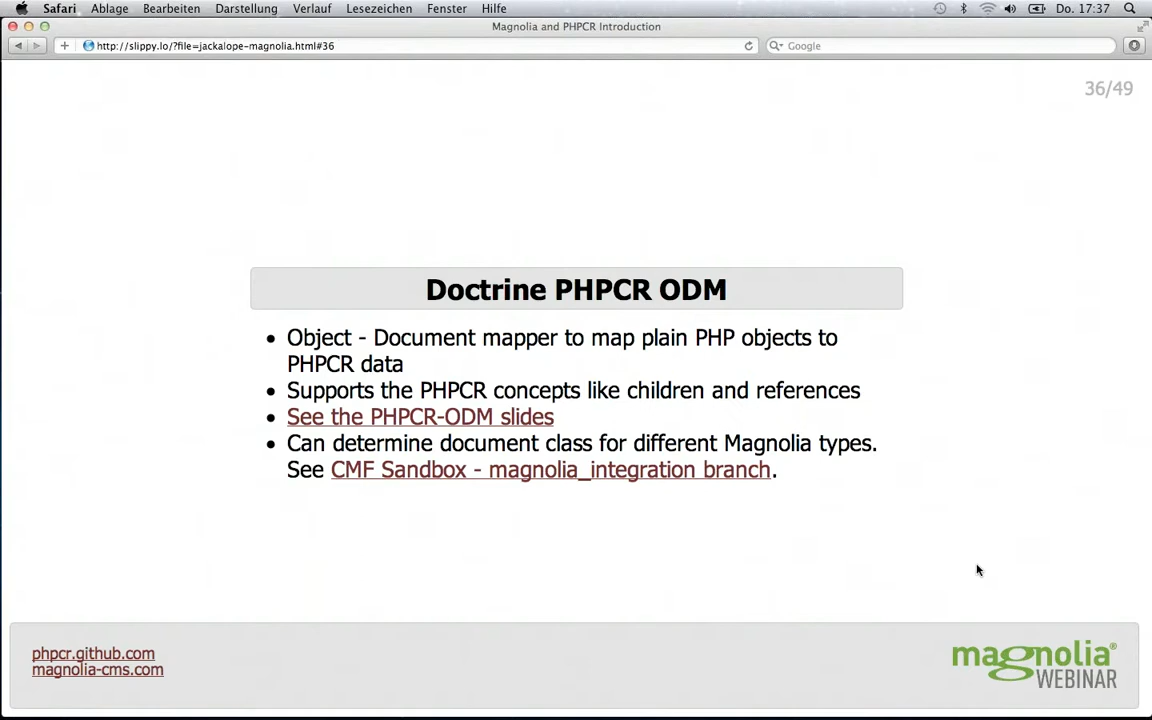 Safari Ablage Bearbeiten Darstellung Verlauf Lesezeichen Fenster Hilfe Do. 17:37
Magnolia and PHPCR Introduction
http://slippy.lo/?file=jackalope-magnolia.html#36 Google
36/49
Doctrine PHPCR ODM
• Object - Document mapper to map plain PHP objects to
PHPCR data
• Supports the PHPCR concepts like children and references
• See the PHPCR-ODM slides
• Can determine document class for different Magnolia types.
See CMF Sandbox - magnolia_integration branch.
phpcr.github.com
magnolia-cms.com
magnolia®
WEBINAR